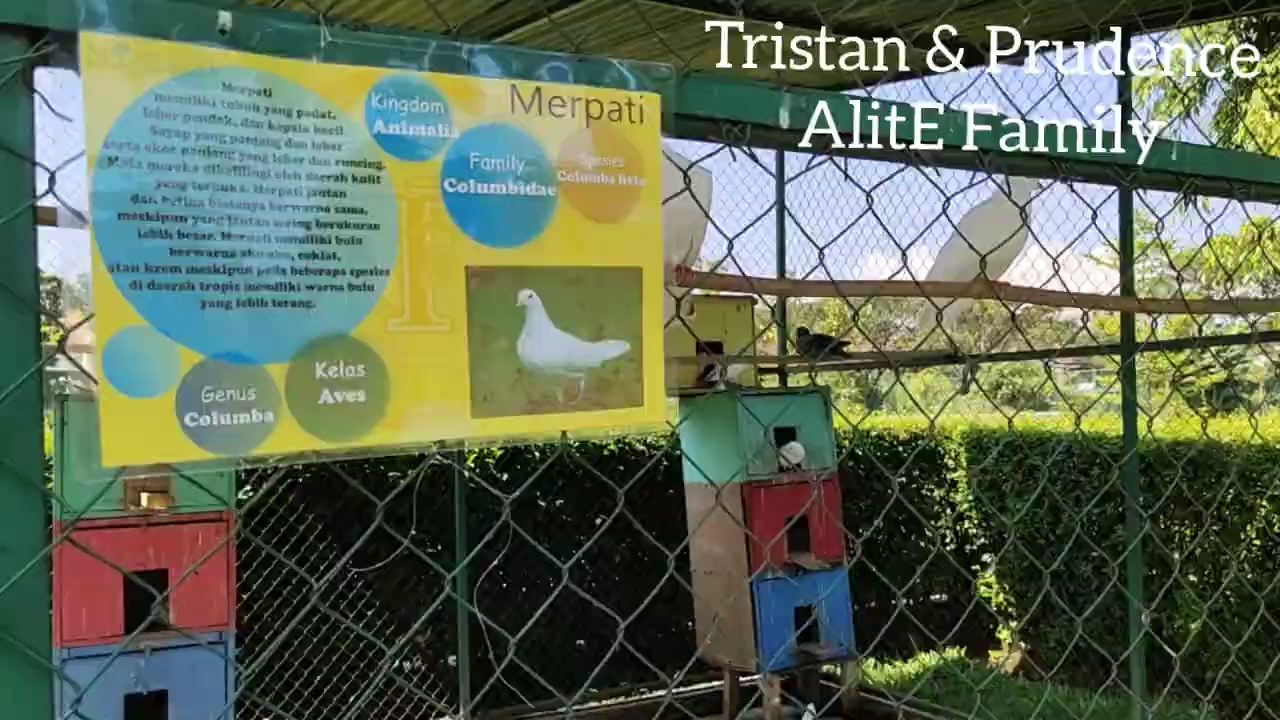 Tristan & Prudence
AlitE Family
Merpati
Merpati
memiliki tubuh yang padat,
leher pendek, dan kepala kecil
Sayap yang panjang dan lebar
serta ekor panjang yang lebar dan runcing.
Mata mereka dikelilingi oleh daerah kulit
yang terbuka. Merpati jantan
dan betina biasanya berwarna sama,
meskipun yang jantan sering berukuran
lebih besar. Merpati memiliki bulu
berwarna abu abu, coklat,
atau krem meskipun pada beberapa spesies
di daerah tropis memiliki warna bulu
yang lebih terang.
Kingdom
Animalia
Family
Columbidae
Spesies
Columba
Genus
Columba
Kelas
Aves